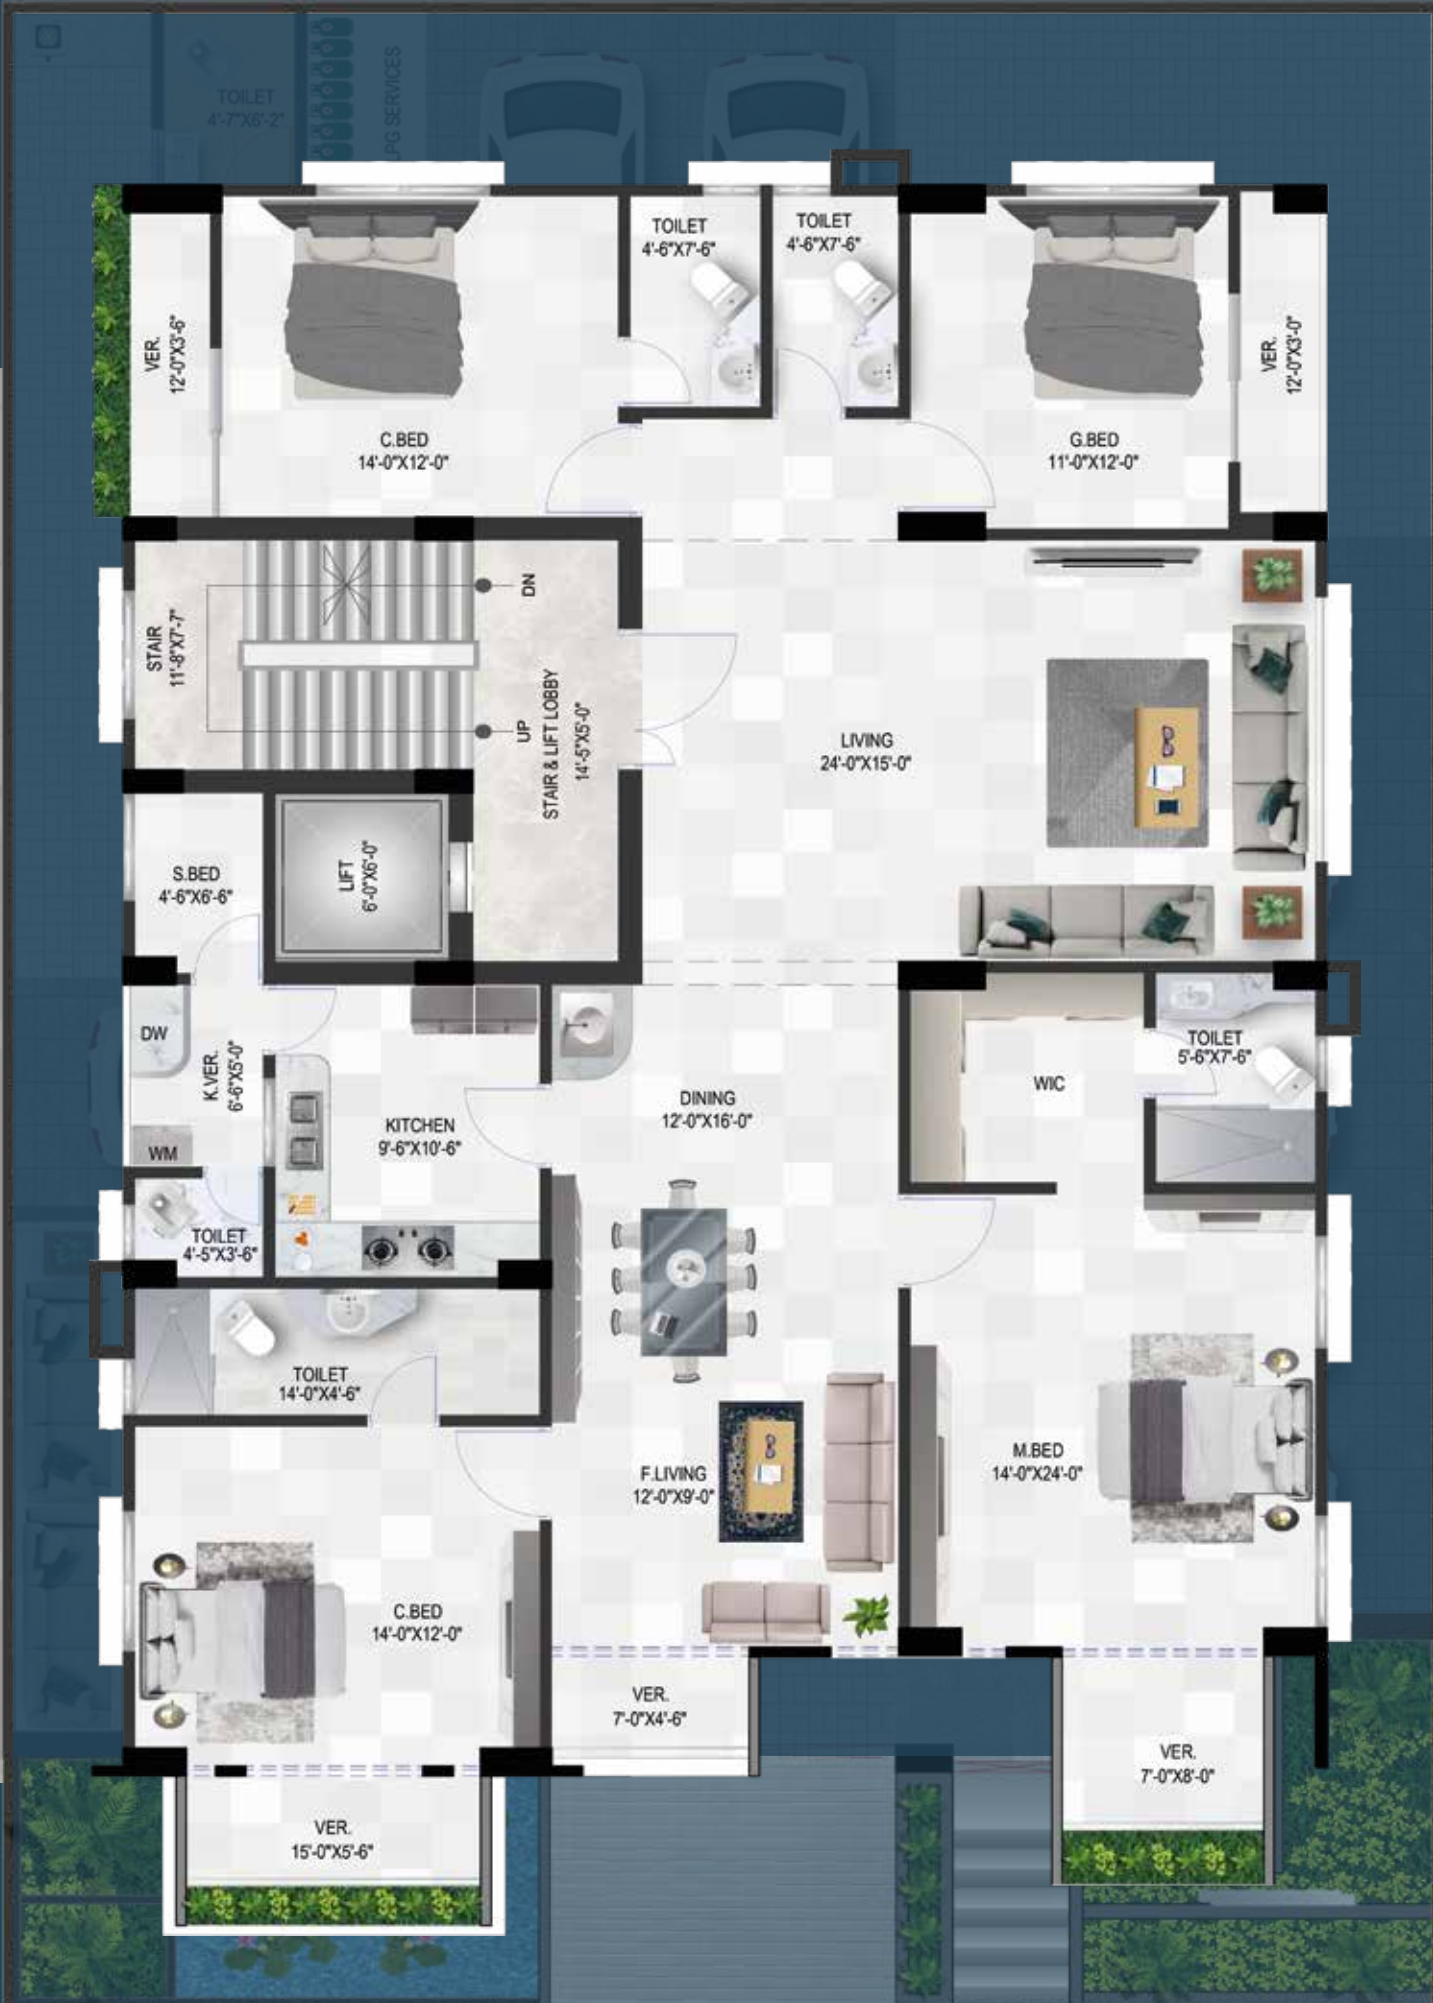 TOILET
4'-7"X6'-2"
LPG SERVICES
TOILET
4'-6"X7'-6"
TOILET
4'-6"X7'-6"
VER.
12'-0"X3'-6"
C.BED
14'-0"X12'-0"
G.BED
11'-0"X12'-0"
VER.
12'-0"X3'-0"
STAIR
11'-8"X7'-7"
DN
UP
STAIR & LIFT LOBBY
14'-5"X5'-0"
LIVING
24'-0"X15'-0"
S.BED
4'-6"X6'-6"
LIFT
6'-0"X6'-0"
DW
K.VER.
6'-6"X5'-0"
WM
KITCHEN
9'-6"X10'-6"
DINING
12'-0"X16'-0"
WIC
TOILET
5'-6"X7'-6"
TOILET
4'-5"X3'-6"
TOILET
14'-0"X4'-6"
F.LIVING
12'-0"X9'-0"
M.BED
14'-0"X24'-0"
C.BED
14'-0"X12'-0"
VER.
7'-0"X4'-6"
VER.
7'-0"X8'-0"
VER.
15'-0"X5'-6"